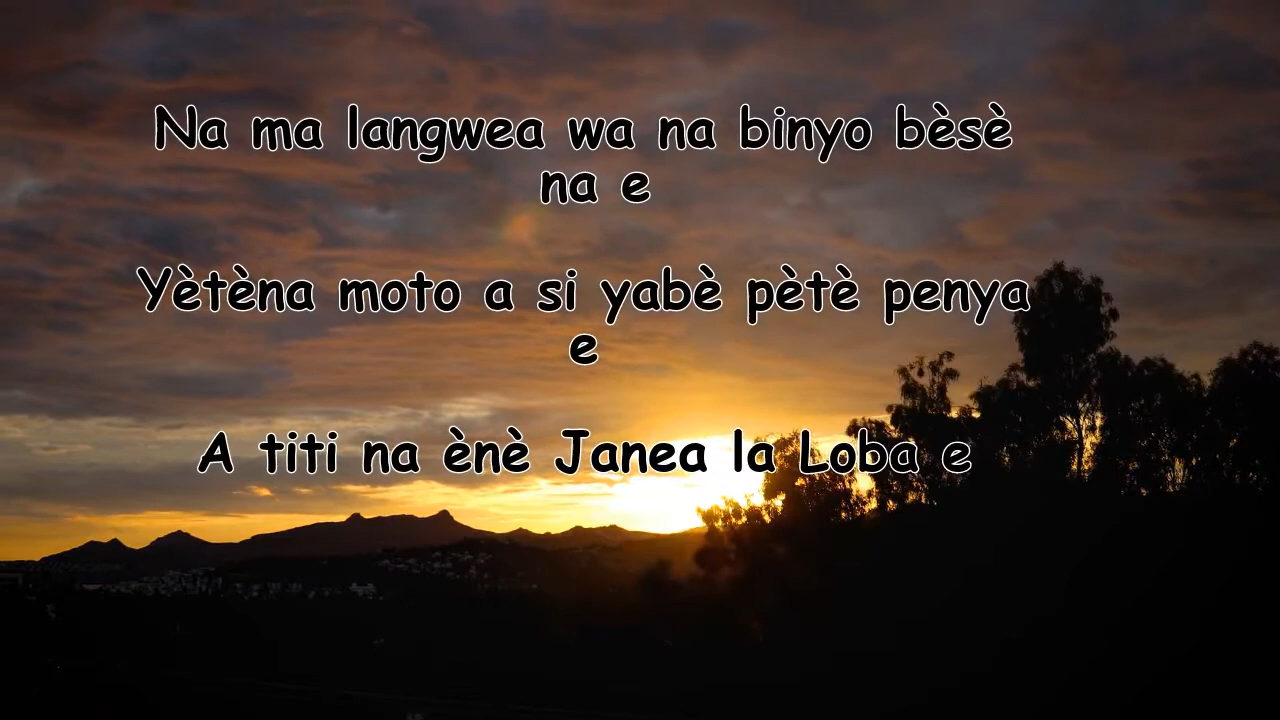 Na ma langwea wa na binyo bèsè
na e
Yètèna moto a si yabè pètè penya
e
A titi na ènè Janea la Loba e